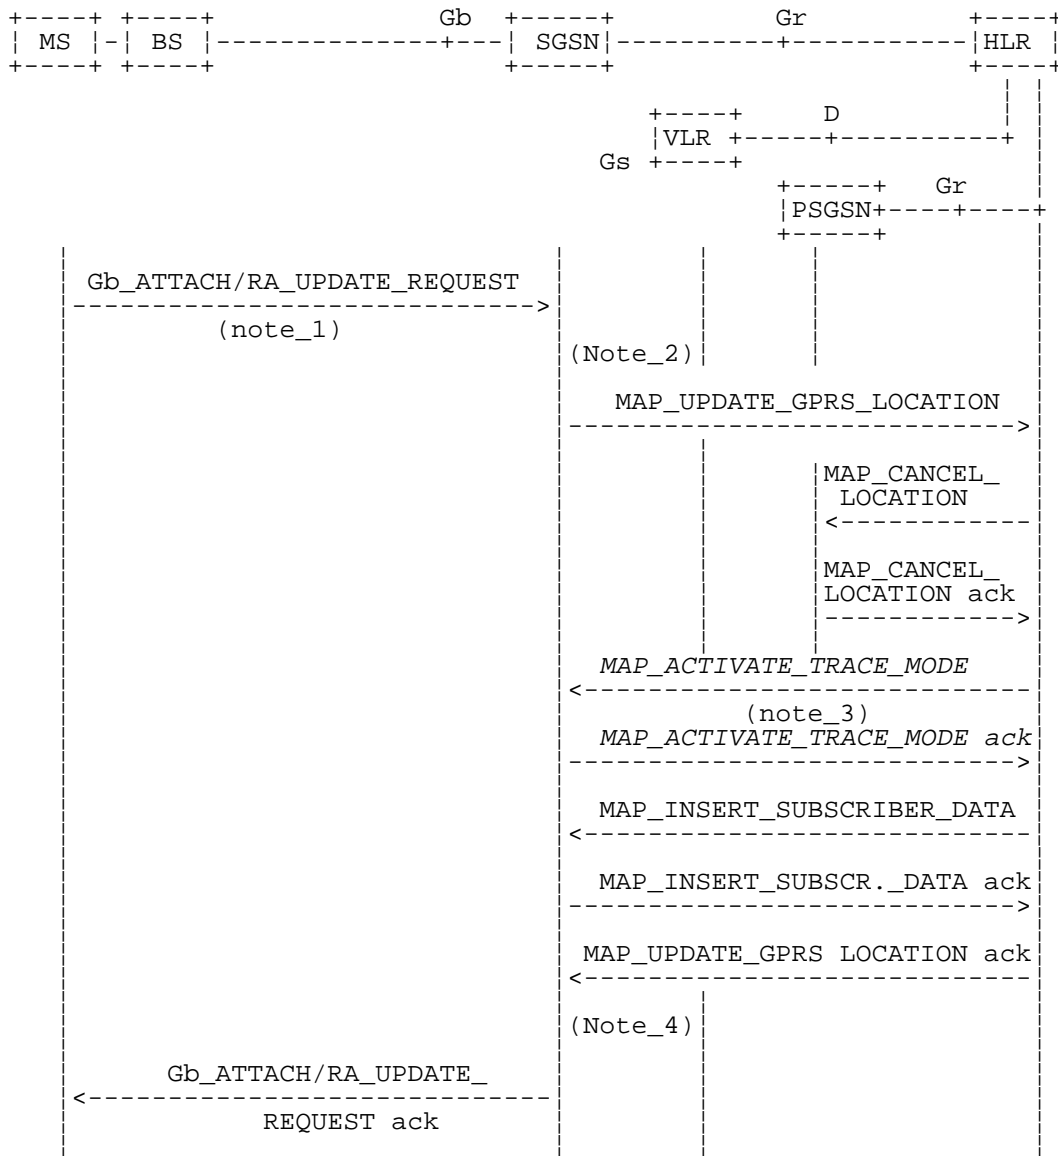 Gb Gr
MS BS SGSN HLR
D
VLR
Gs
Gr
PSGSN
Gb_ATTACH/RA_UPDATE_REQUEST
(note_1)
(Note_2)
MAP_UPDATE_GPRS_LOCATION
MAP_CANCEL_
LOCATION
MAP_CANCEL_
LOCATION ack
MAP_ACTIVATE_TRACE_MODE
(note_3)
MAP_ACTIVATE_TRACE_MODE ack
MAP_INSERT_SUBSCRIBER_DATA
MAP_INSERT_SUBSCR._DATA ack
MAP_UPDATE_GPRS LOCATION ack
(Note_4)
Gb_ATTACH/RA_UPDATE_
REQUEST ack